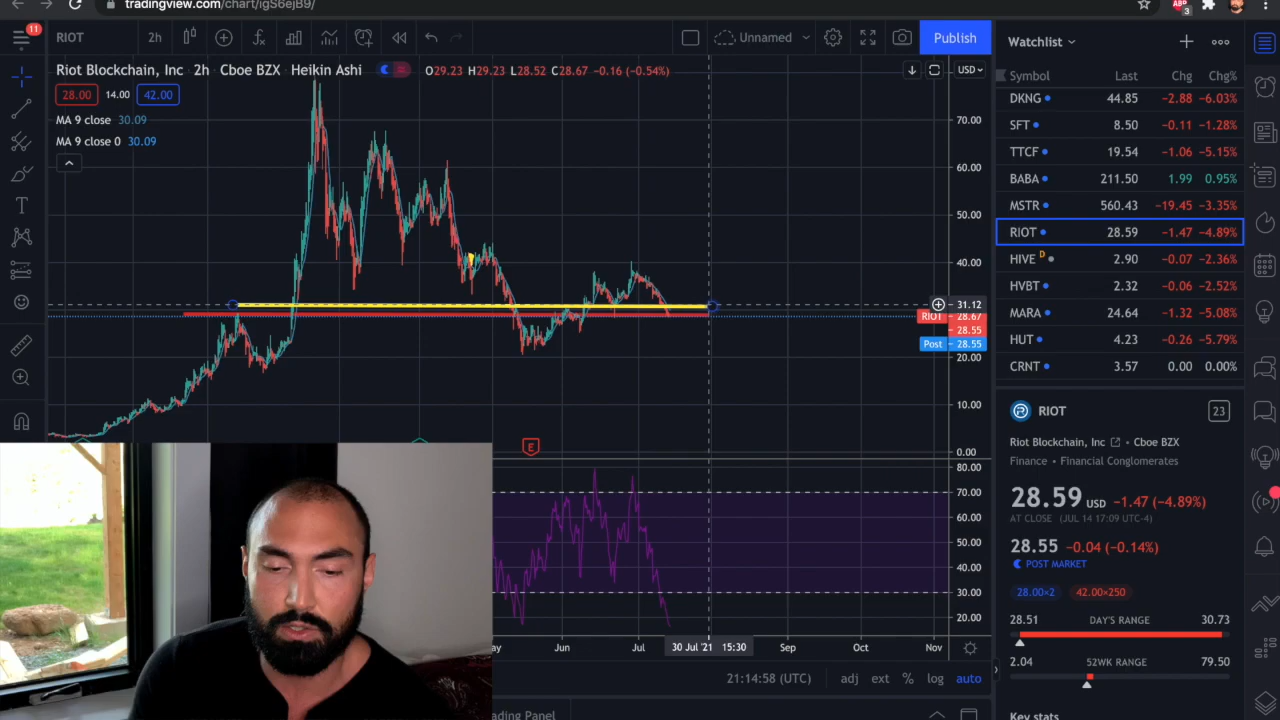 tradingview.com/chart/igS6ejB9/
ABP
3
11
RIOT
2h
Unnamed
Publish
Riot Blockchain, Inc · 2h · Cboe BZX · Heikin Ashi
O29.23 H29.23 L28.52 C28.67 -0.16 (-0.54%)
USD
28.00
14.00
42.00
MA 9 close 30.09
MA 9 close 0 30.09
70.00
60.00
50.00
40.00
31.12
RIOT 28.67
28.55
Post 28.55
20.00
10.00
0.00
E
80.00
70.00
60.00
50.00
40.00
30.00
20.00
ay
Jun
Jul
30 Jul '21 15:30
Sep
Oct
Nov
21:14:58 (UTC)
adj
ext
%
log
auto
ading Panel
Watchlist
Symbol Last Chg Chg%
DKNG 44.85 -2.88 -6.03%
SFT 8.50 -0.11 -1.28%
TTCF 19.54 -1.06 -5.15%
BABA 211.50 1.99 0.95%
MSTR 560.43 -19.45 -3.35%
RIOT 28.59 -1.47 -4.89%
HIVE D 2.90 -0.07 -2.36%
HVBT 2.32 -0.06 -2.52%
MARA 24.64 -1.32 -5.08%
HUT 4.23 -0.26 -5.79%
CRNT 3.57 0.00 0.00%
RIOT
23
Riot Blockchain, Inc · Cboe BZX
Finance · Financial Conglomerates
28.59 USD -1.47 (-4.89%)
AT CLOSE (JUL 14 17:09 UTC-4)
28.55 -0.04 (-0.14%)
POST MARKET
28.00×2
42.00×250
28.51 DAY'S RANGE 30.73
2.04 52WK RANGE 79.50
Key stats